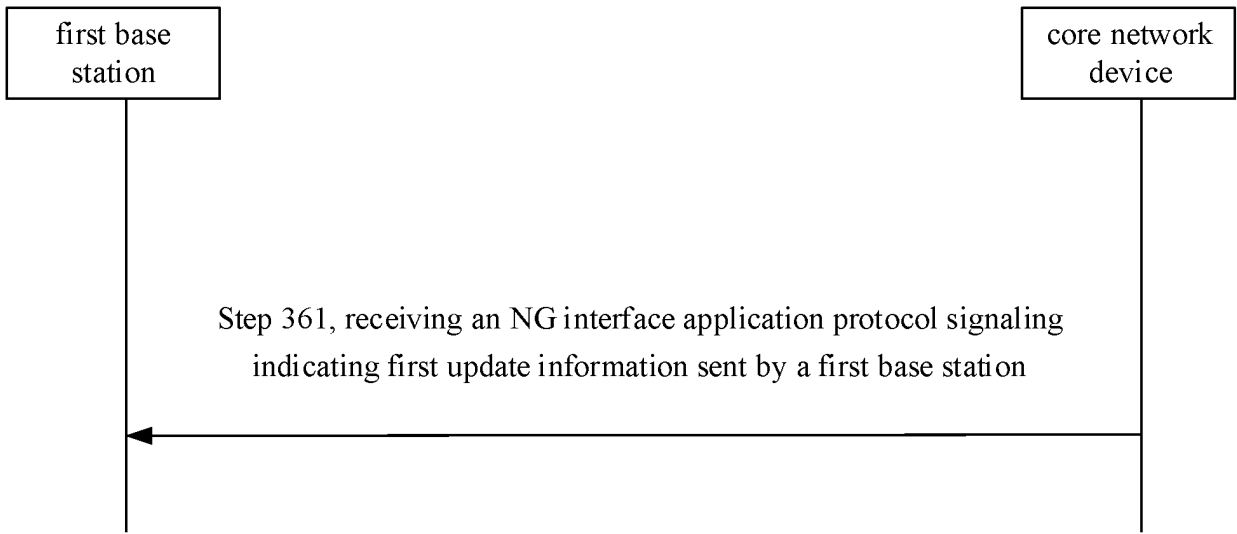 first base
station
core network
device
Step 361, receiving an NG interface application protocol signaling
indicating first update information sent by a first base station